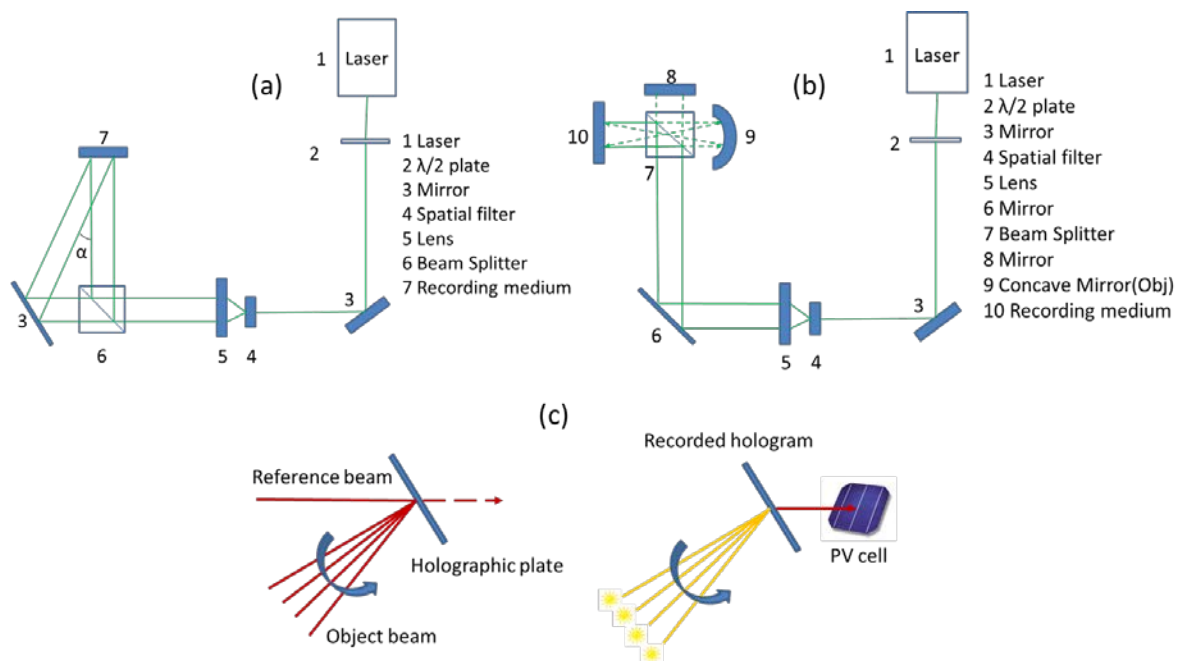 (a)
1
Laser
2
3
4
5
6
3
α
7
1 Laser
2 λ/2 plate
3 Mirror
4 Spatial filter
5 Lens
6 Beam Splitter
7 Recording medium
(b)
1
Laser
2
3
4
5
6
7
8
9
10
1 Laser
2 λ/2 plate
3 Mirror
4 Spatial filter
5 Lens
6 Mirror
7 Beam Splitter
8 Mirror
9 Concave Mirror(Obj)
10 Recording medium
(c)
Reference beam
Holographic plate
Object beam
Recorded hologram
PV cell